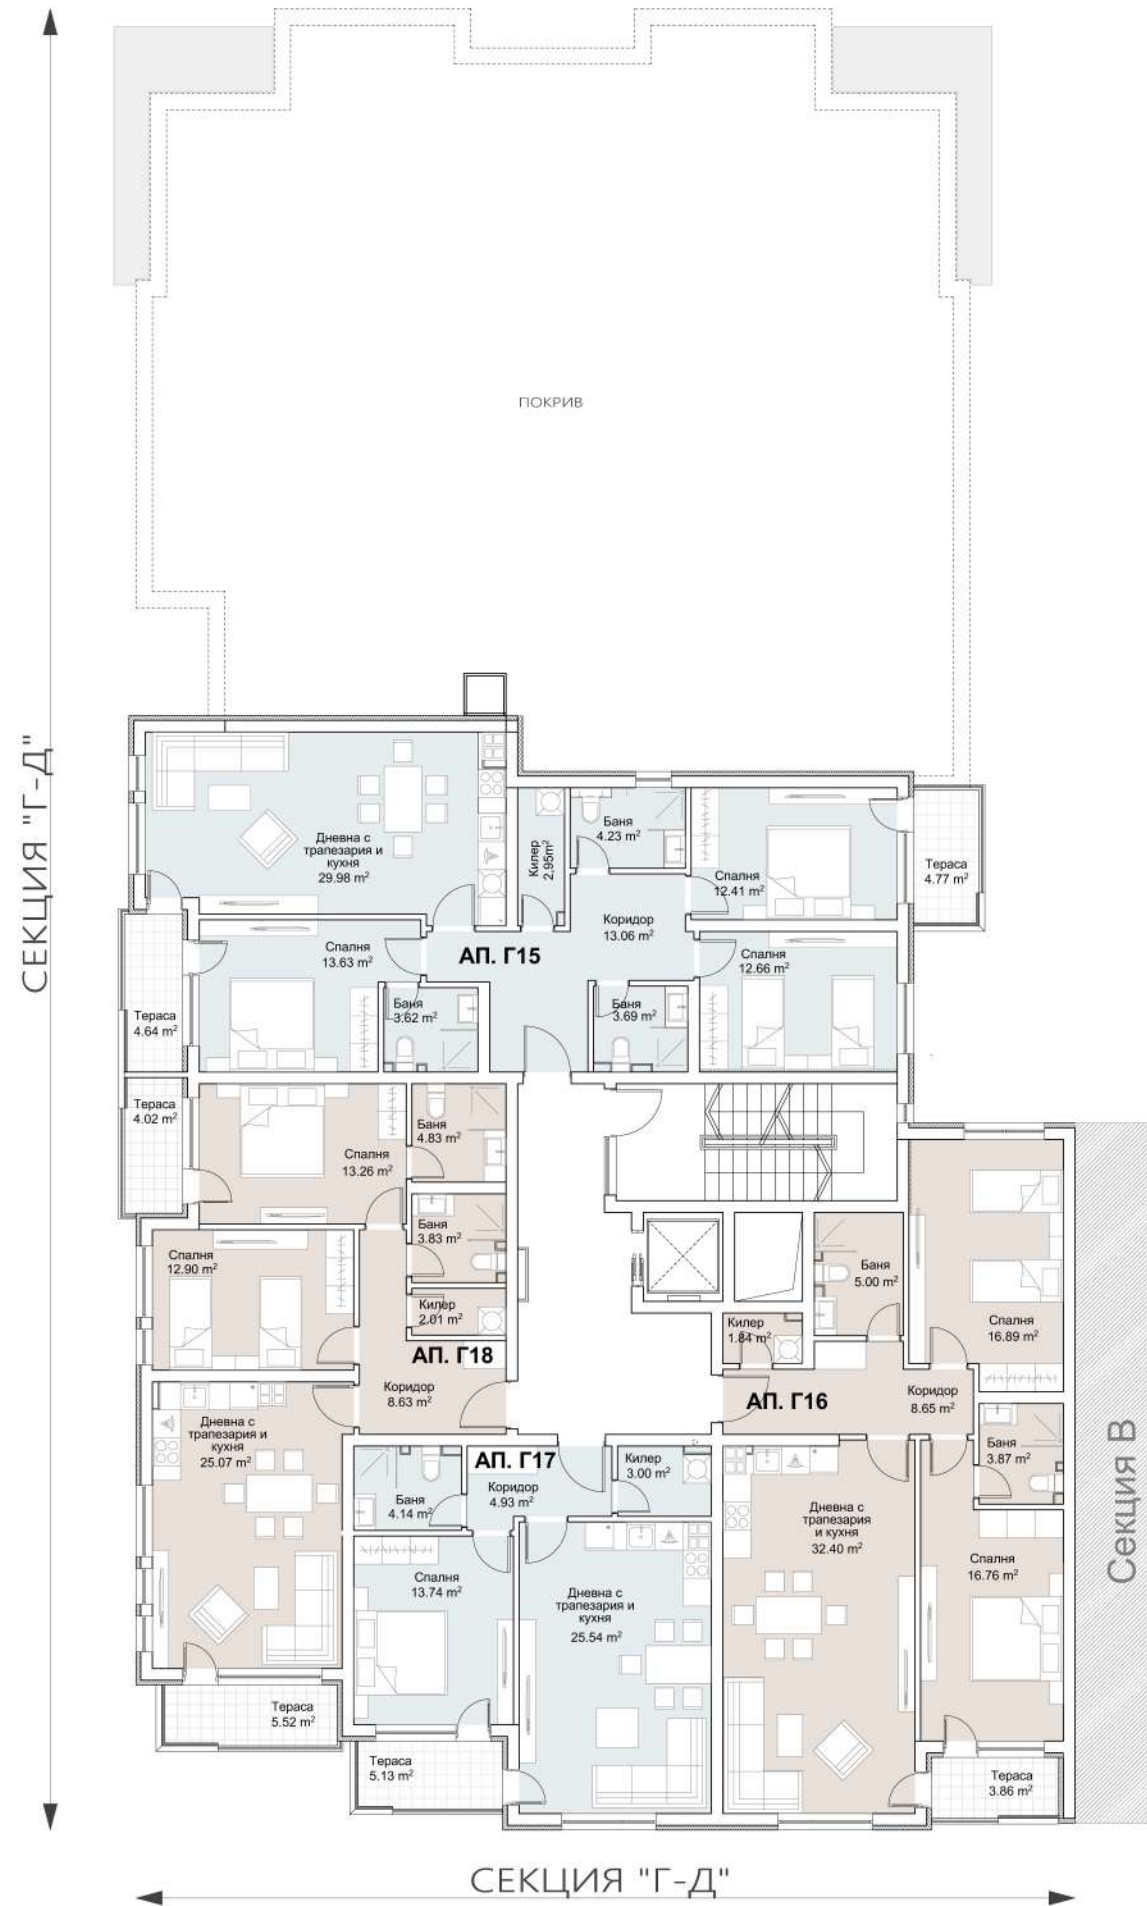 ПОКРИВ
СЕКЦИЯ "Г-Д"
Дневна с
трапезария и
кухня
29.98 m²
Килер
2,95m²
Баня
4.23 m²
Спалня
12.41 m²
Тераса
4.77 m²
Коридор
13.06 m²
АП. Г15
Спалня
13.63 m²
Спалня
12.66 m²
Баня
3.62 m²
Баня
3.69 m²
Тераса
4.64 m²
Тераса
4.02 m²
Баня
4.83 m²
Спалня
13.26 m²
Баня
3.83 m²
Спалня
12.90 m²
Килер
2.01 m²
АП. Г18
Коридор
8.63 m²
Дневна с
трапезария и
кухня
25.07 m²
Тераса
5.52 m²
Баня
5.00 m²
Килер
1.84 m²
Спалня
16.89 m²
АП. Г16
Коридор
8.65 m²
Баня
3.87 m²
Дневна с
трапезария
и кухня
32.40 m²
Спалня
16.76 m²
Тераса
3.86 m²
АП. Г17
Коридор
4.93 m²
Килер
3.00 m²
Баня
4.14 m²
Спалня
13.74 m²
Дневна с
трапезария и
кухня
25.54 m²
Тераса
5.13 m²
Секция В
СЕКЦИЯ "Г-Д"